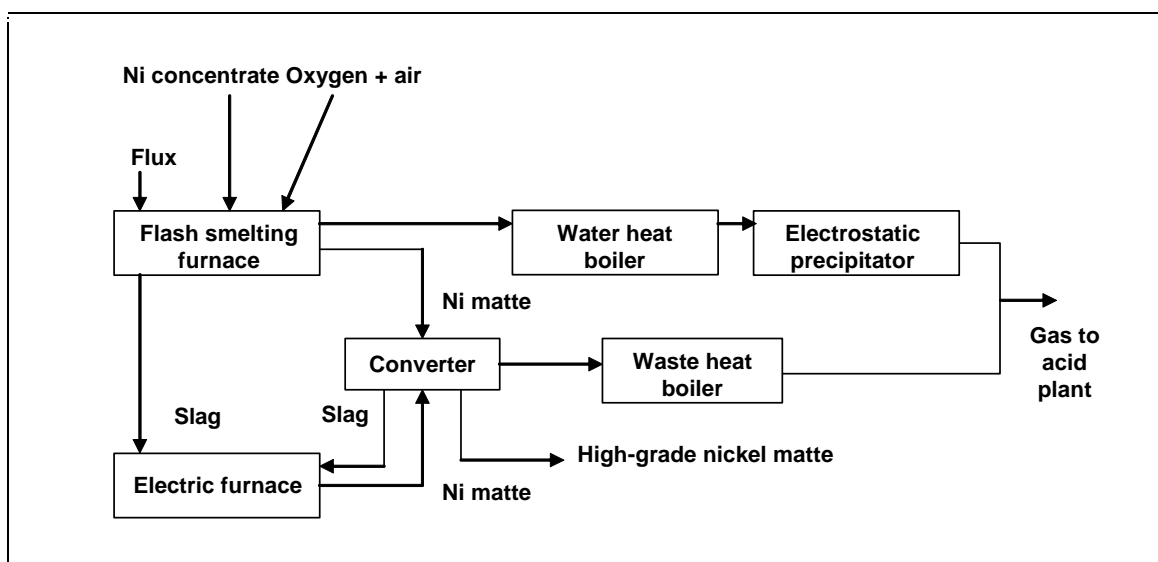 Ni concentrate Oxygen + air
Flux
Flash smelting
furnace
Water heat
boiler
Electrostatic
precipitator
Ni matte
Gas to
acid
plant
Converter
Waste heat
boiler
Slag
Slag
High-grade nickel matte
Electric furnace
Ni matte